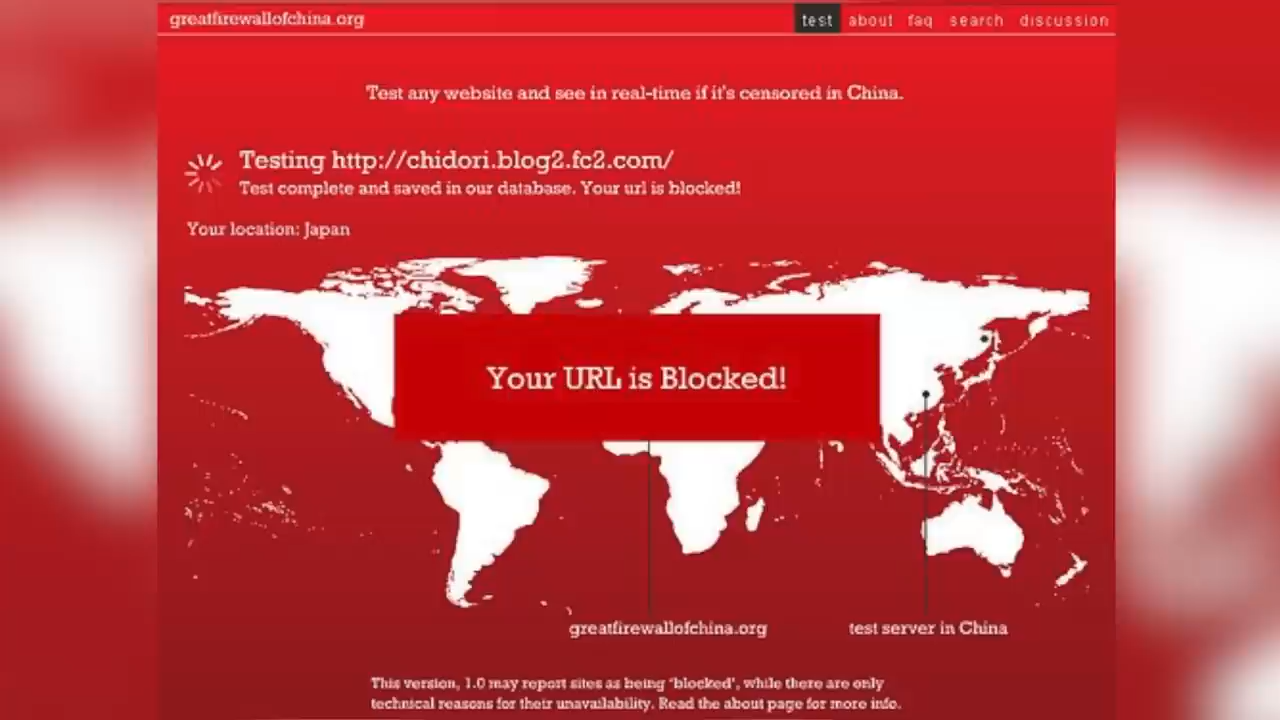 greatfirewallofchina.org
test about faq search discussion
Test any website and see in real-time if it's censored in China.
Testing http://chidori.blog2.fc2.com/
Test complete and saved in our database. Your url is blocked!
Your location: Japan
Your URL is Blocked!
greatfirewallofchina.org
test server in China
This version, 1.0 may report sites as being 'blocked', while there are only
technical reasons for their unavailability. Read the about page for more info.